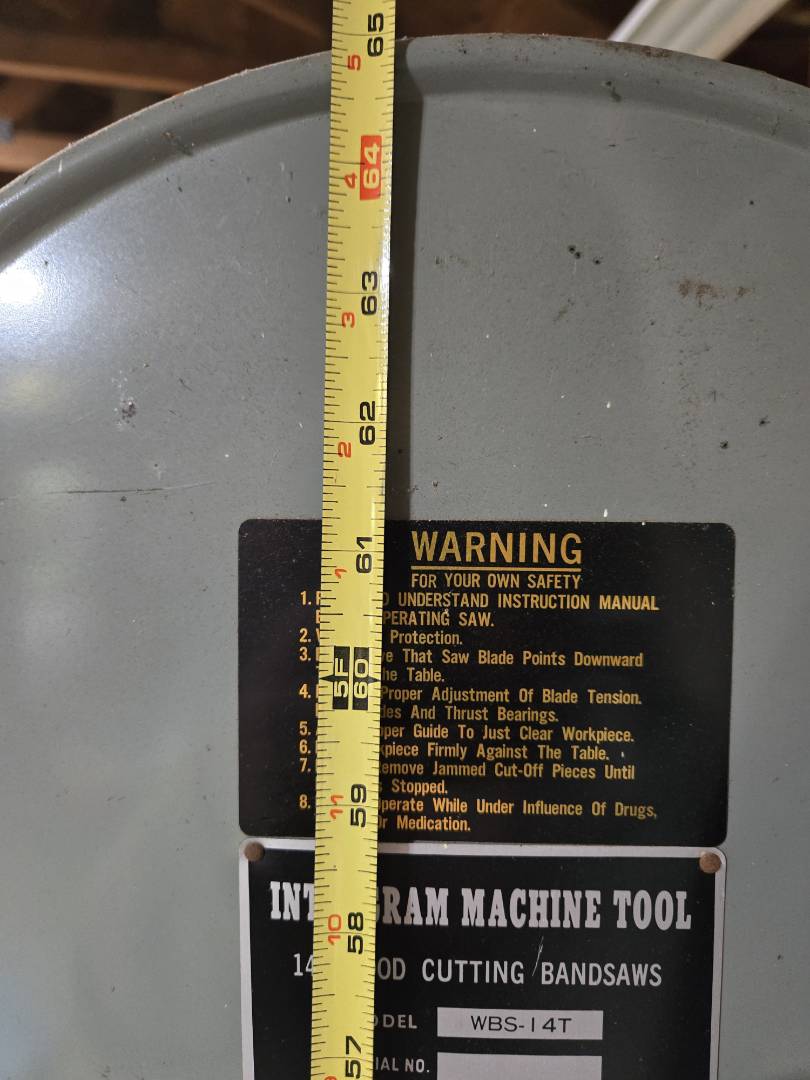 65
5
64
4
63
3
62
2
61
1
5F 60
11 59
10 58
57
WARNING
FOR YOUR OWN SAFETY
1. UNDERSTAND INSTRUCTION MANUAL
PERATING SAW.
2. Protection.
3. That Saw Blade Points Downward
he Table.
4. Proper Adjustment Of Blade Tension.
des And Thrust Bearings.
5. oper Guide To Just Clear Workpiece.
6. kpiece Firmly Against The Table.
7. emove Jammed Cut-Off Pieces Until
Stopped.
8. perate While Under Influence Of Drugs,
Or Medication.
INT GRAM MACHINE TOOL
14 OD CUTTING BANDSAWS
ODEL WBS-14T
IAL NO.